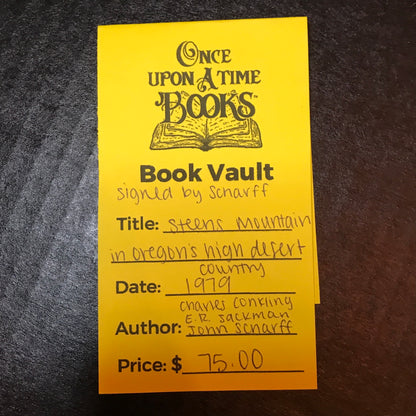 ONCE
UPON A TIME
BOOKS™
Book Vault
signed by Scharff
Title: Steens Mountain
in Oregon's high desert
country
Date: 1979
Charles Conkling
E.R. Jackman
Author: John Scharff
Price: $ 75.00